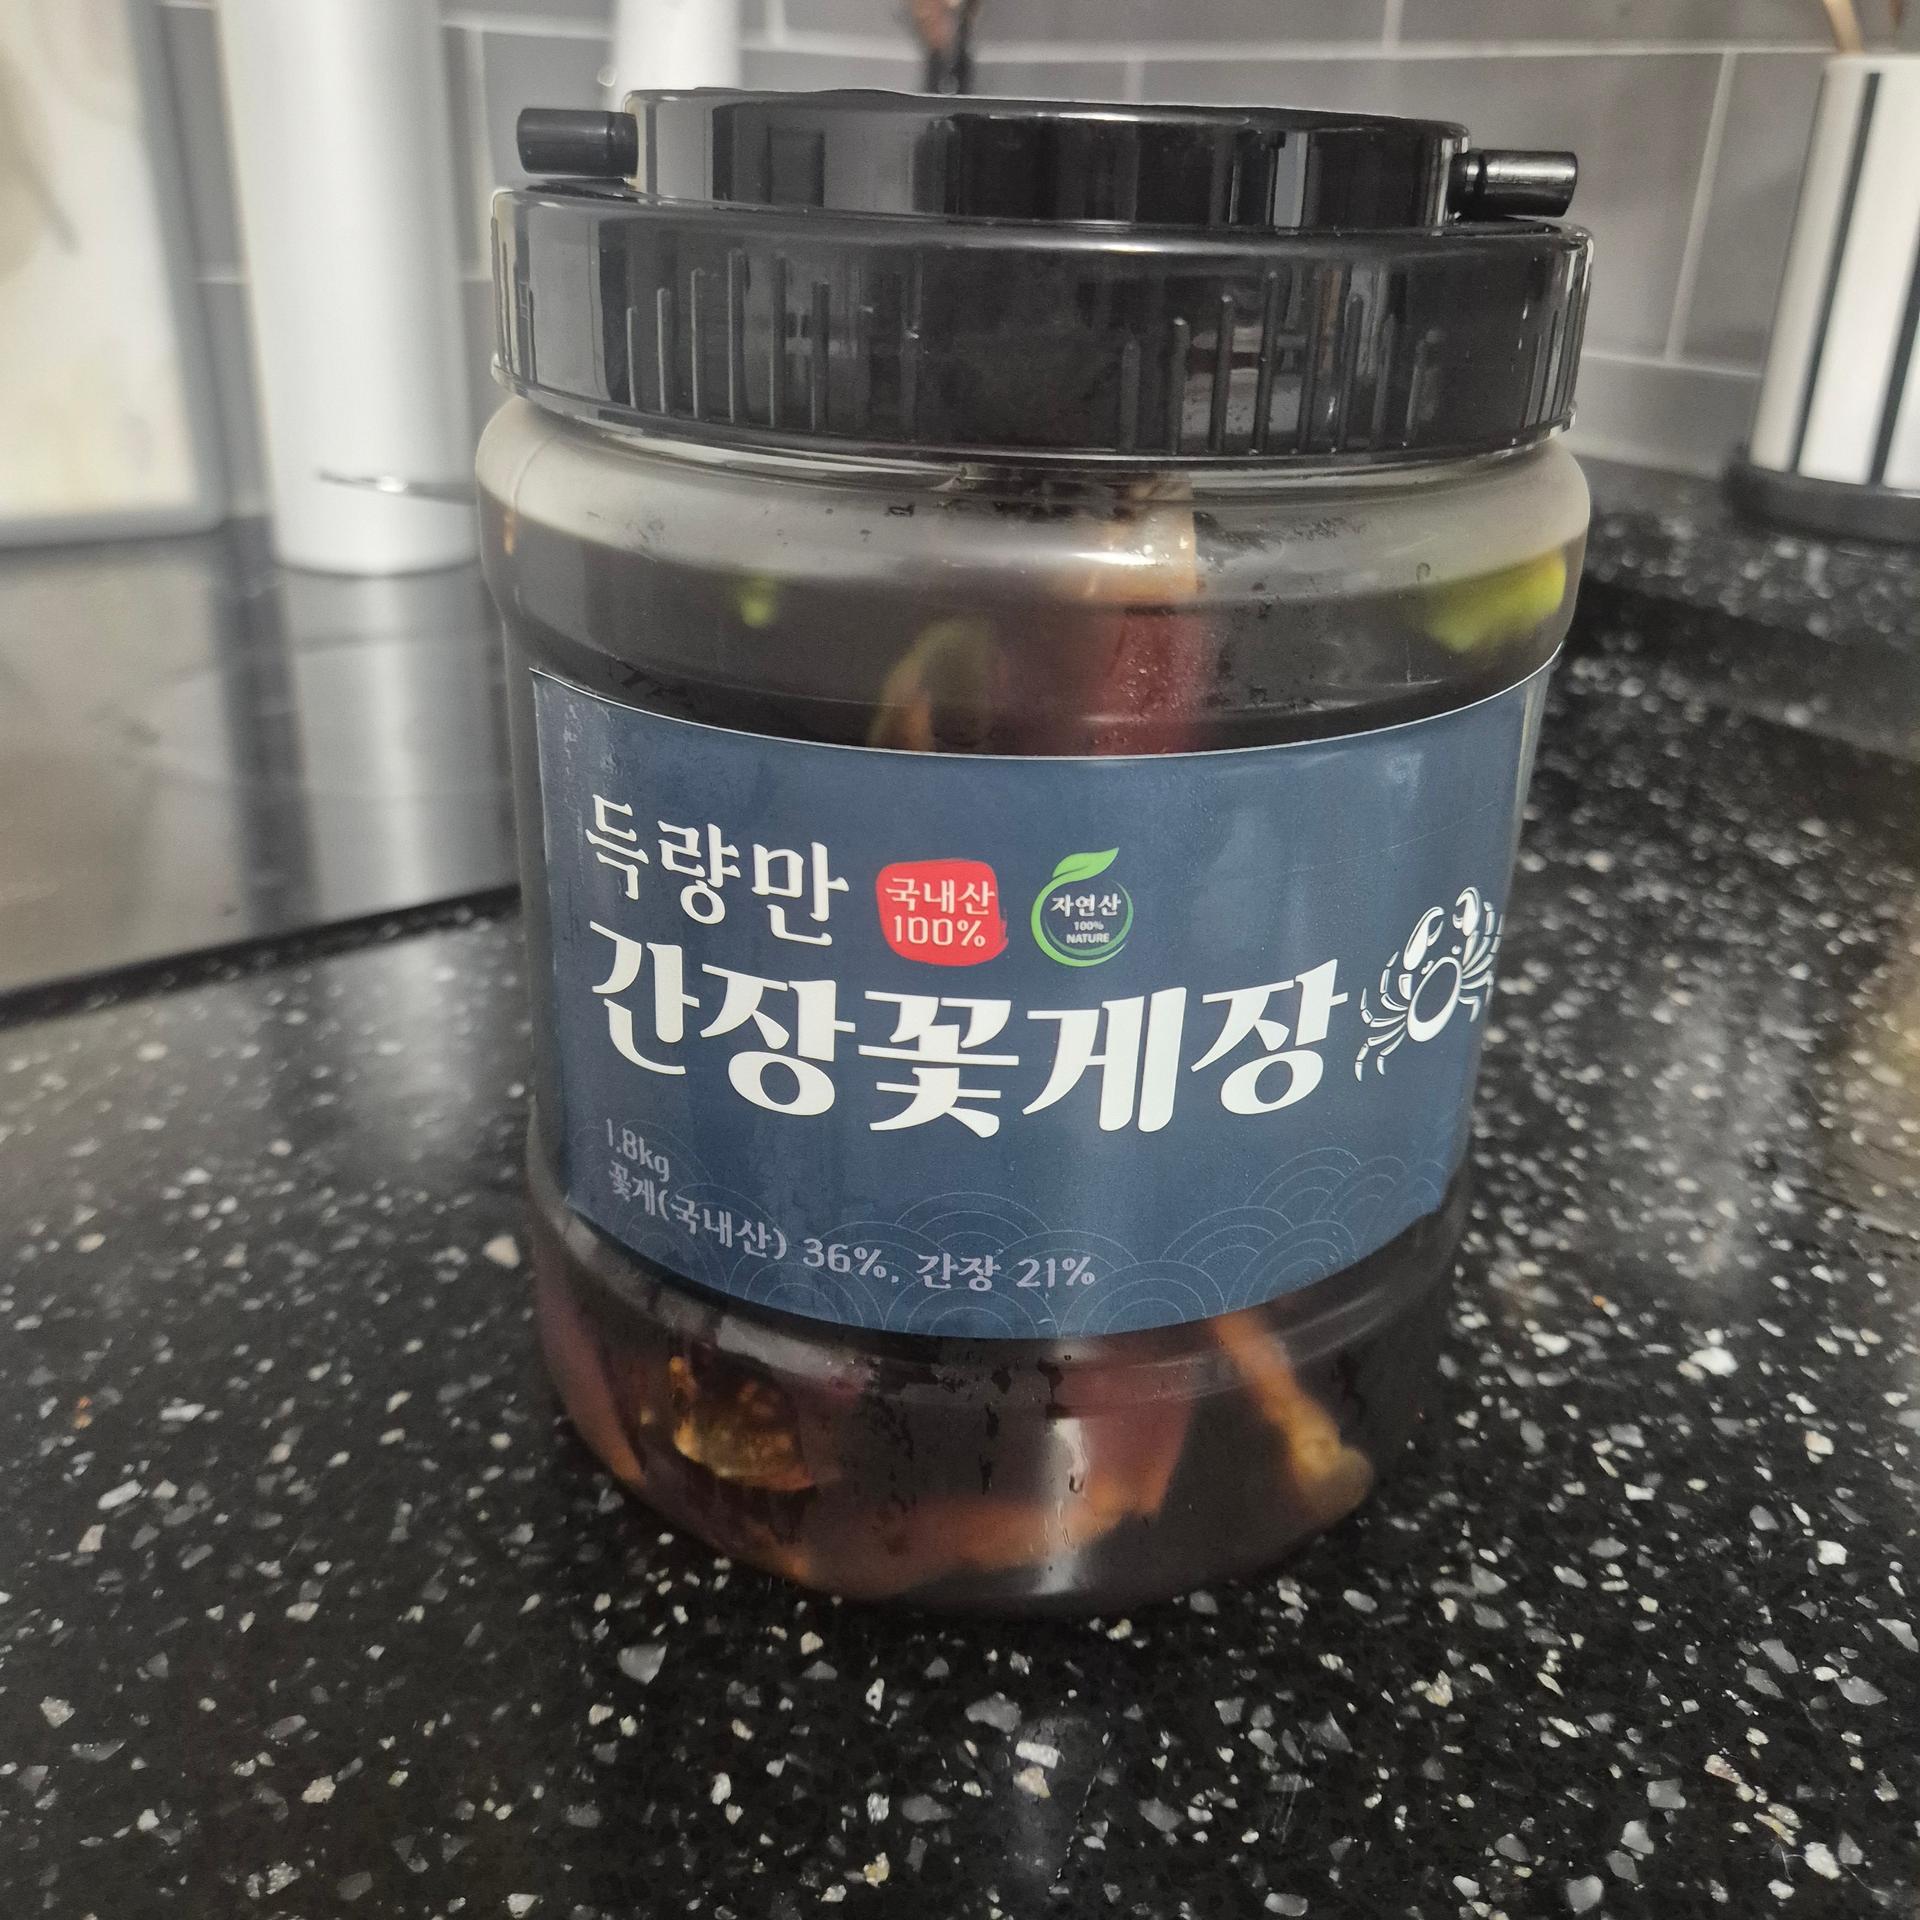 득량만
국내산
100%
자연산
100%
NATURE
간장꽃게장
1.8kg
꽃게(국내산) 36%, 간장 21%